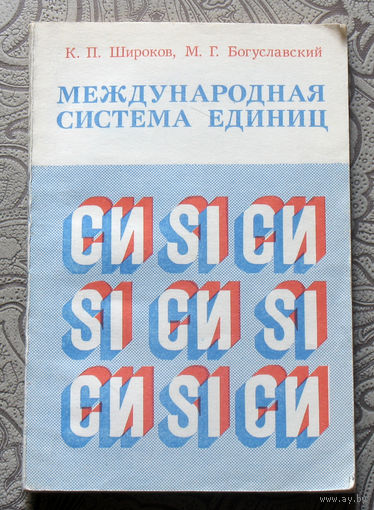 К. П. Широков, М. Г. Богуславский
МЕЖДУНАРОДНАЯ
СИСТЕМА ЕДИНИЦ
СИ SI СИ
SI СИ SI
СИ SI СИ
www.ay.by